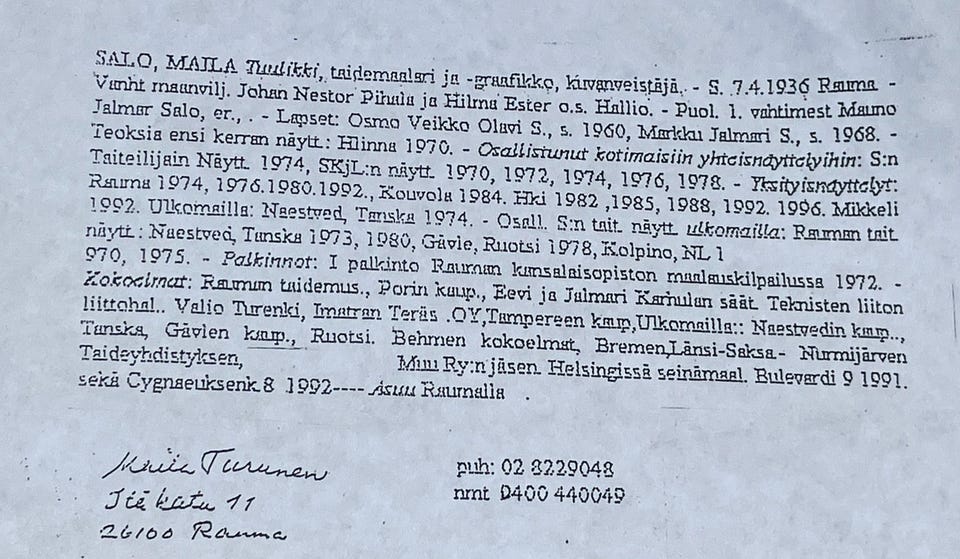 SALO, MAILA Tuulikki, taidemaalari ja -graafikko, kuvanveistäjä. - S. 7.4.1936 Rauma -
Vanht maanvilj. Johan Nestor Pihala ja Hilma Ester o.s. Hallio. - Puol. 1. vahtimest Mauno
Jalmar Salo, er., . - Lapset: Osmo Veikko Olavi S., s. 1960, Markku Jalmari S., s. 1968. -
Teoksia ensi kerran näytt.: Hlinna 1970. - Osallistunut kotimaisiin yhteisnäyttelyihin: S:n
Taiteilijain Näytt. 1974, SKjL:n näytt. 1970, 1972, 1974, 1976, 1978. - Yksityisnäyttelyt:
Rauma 1974, 1976.1980.1992., Kouvola 1984. Hki 1982 ,1985, 1988, 1992. 1996. Mikkeli
1992. Ulkomailla: Naestved, Tanska 1974. - Osall. S:n tait. näytt. ulkomailla: Rauman tait.
näytt.: Naestved, Tanska 1973, 1980, Gävle, Ruotsi 1978, Kolpino, NL 1
970, 1975. - Palkinnot: I palkinto Rauman kansalaisopiston maalauskilpailussa 1972. -
Kokoelmat: Rauman taidemus., Porin kaup., Eevi ja Jalmari Karhulan säät. Teknisten liiton
liittohal.. Valio Turenki, Imatran Teräs .OY,Tampereen kaup,Ulkomailla:: Naestvedin kaup..,
Tanska, Gävlen kaup., Ruotsi. Behmen kokoelmat, Bremen,Länsi-Saksa.- Nurmijärven
Taideyhdistyksen, Muu Ry:n jäsen. Helsingissä seinämaal. Bulevardi 9 1991.
sekä Cygnaeuksenk.8 1992---- Asuu Raumalla .
Maila Turunen
Itäkatu 11
26100 Rauma
puh: 02 8229048
nmt 0400 440049